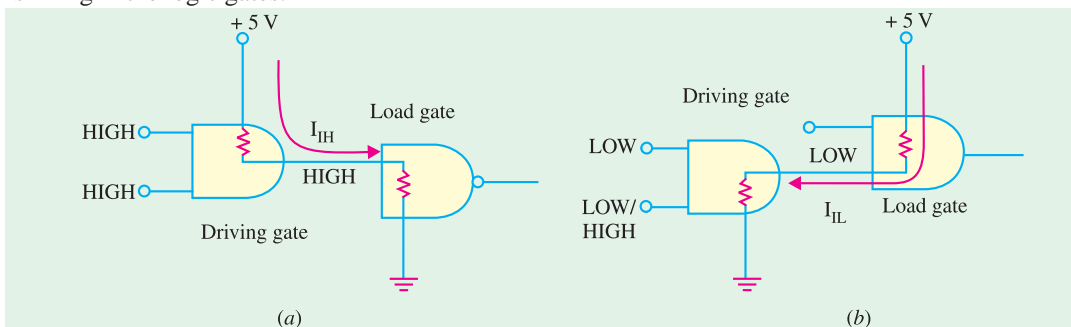 + 5 V
Load gate
HIGH
I_IH
HIGH
HIGH
Driving gate
(a)
+ 5 V
Driving gate
LOW
LOW
LOW/
HIGH
I_IL
Load gate
(b)